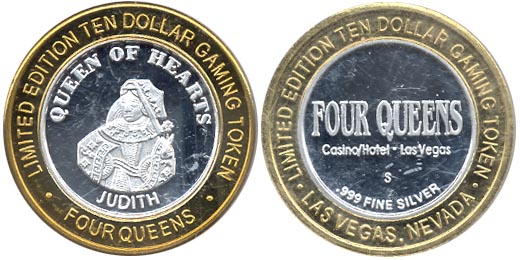 LIMITED EDITION TEN DOLLAR GAMING TOKEN
QUEEN OF HEARTS
JUDITH
• FOUR QUEENS •
LIMITED EDITION TEN DOLLAR GAMING TOKEN
FOUR QUEENS
Casino/Hotel • Las Vegas
S
.999 FINE SILVER
• LAS VEGAS, NEVADA •